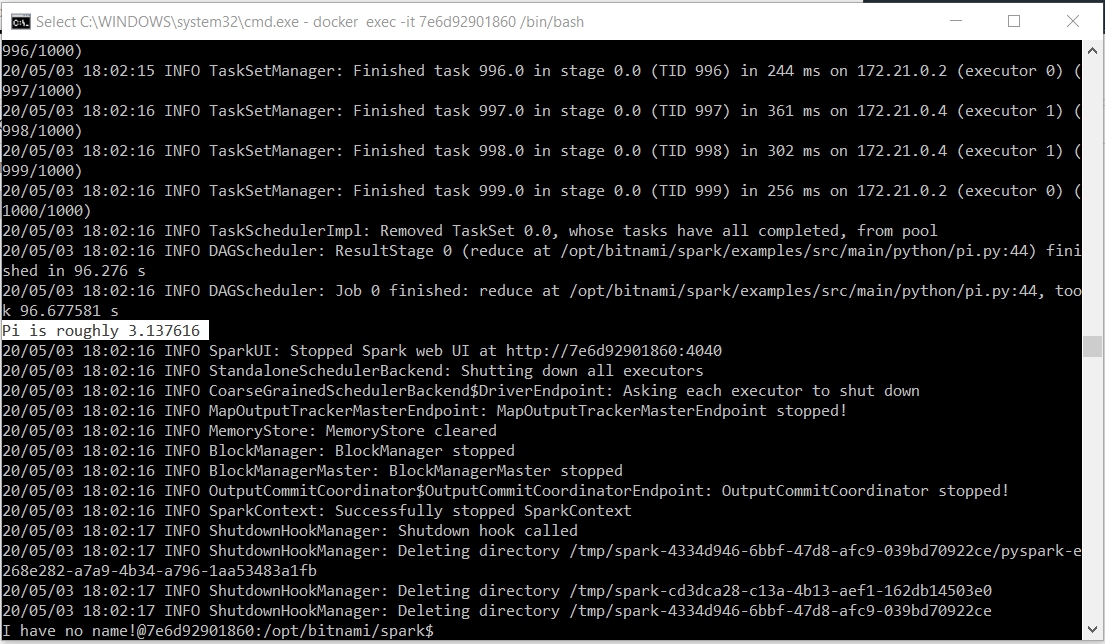 Select C:\WINDOWS\system32\cmd.exe - docker  exec -it 7e6d92901860 /bin/bash
996/1000)
20/05/03 18:02:15 INFO TaskSetManager: Finished task 996.0 in stage 0.0 (TID 996) in 244 ms on 172.21.0.2 (executor 0) (
997/1000)
20/05/03 18:02:16 INFO TaskSetManager: Finished task 997.0 in stage 0.0 (TID 997) in 361 ms on 172.21.0.4 (executor 1) (
998/1000)
20/05/03 18:02:16 INFO TaskSetManager: Finished task 998.0 in stage 0.0 (TID 998) in 302 ms on 172.21.0.4 (executor 1) (
999/1000)
20/05/03 18:02:16 INFO TaskSetManager: Finished task 999.0 in stage 0.0 (TID 999) in 256 ms on 172.21.0.2 (executor 0) (
1000/1000)
20/05/03 18:02:16 INFO TaskSchedulerImpl: Removed TaskSet 0.0, whose tasks have all completed, from pool
20/05/03 18:02:16 INFO DAGScheduler: ResultStage 0 (reduce at /opt/bitnami/spark/examples/src/main/python/pi.py:44) fini
shed in 96.276 s
20/05/03 18:02:16 INFO DAGScheduler: Job 0 finished: reduce at /opt/bitnami/spark/examples/src/main/python/pi.py:44, too
k 96.677581 s
Pi is roughly 3.137616
20/05/03 18:02:16 INFO SparkUI: Stopped Spark web UI at http://7e6d92901860:4040
20/05/03 18:02:16 INFO StandaloneSchedulerBackend: Shutting down all executors
20/05/03 18:02:16 INFO CoarseGrainedSchedulerBackend$DriverEndpoint: Asking each executor to shut down
20/05/03 18:02:16 INFO MapOutputTrackerMasterEndpoint: MapOutputTrackerMasterEndpoint stopped!
20/05/03 18:02:16 INFO MemoryStore: MemoryStore cleared
20/05/03 18:02:16 INFO BlockManager: BlockManager stopped
20/05/03 18:02:16 INFO BlockManagerMaster: BlockManagerMaster stopped
20/05/03 18:02:16 INFO OutputCommitCoordinator$OutputCommitCoordinatorEndpoint: OutputCommitCoordinator stopped!
20/05/03 18:02:16 INFO SparkContext: Successfully stopped SparkContext
20/05/03 18:02:17 INFO ShutdownHookManager: Shutdown hook called
20/05/03 18:02:17 INFO ShutdownHookManager: Deleting directory /tmp/spark-4334d946-6bbf-47d8-afc9-039bd70922ce/pyspark-e
268e282-a7a9-4b34-a796-1aa53483a1fb
20/05/03 18:02:17 INFO ShutdownHookManager: Deleting directory /tmp/spark-cd3dca28-c13a-4b13-aef1-162db14503e0
20/05/03 18:02:17 INFO ShutdownHookManager: Deleting directory /tmp/spark-4334d946-6bbf-47d8-afc9-039bd70922ce
I have no name!@7e6d92901860:/opt/bitnami/spark$